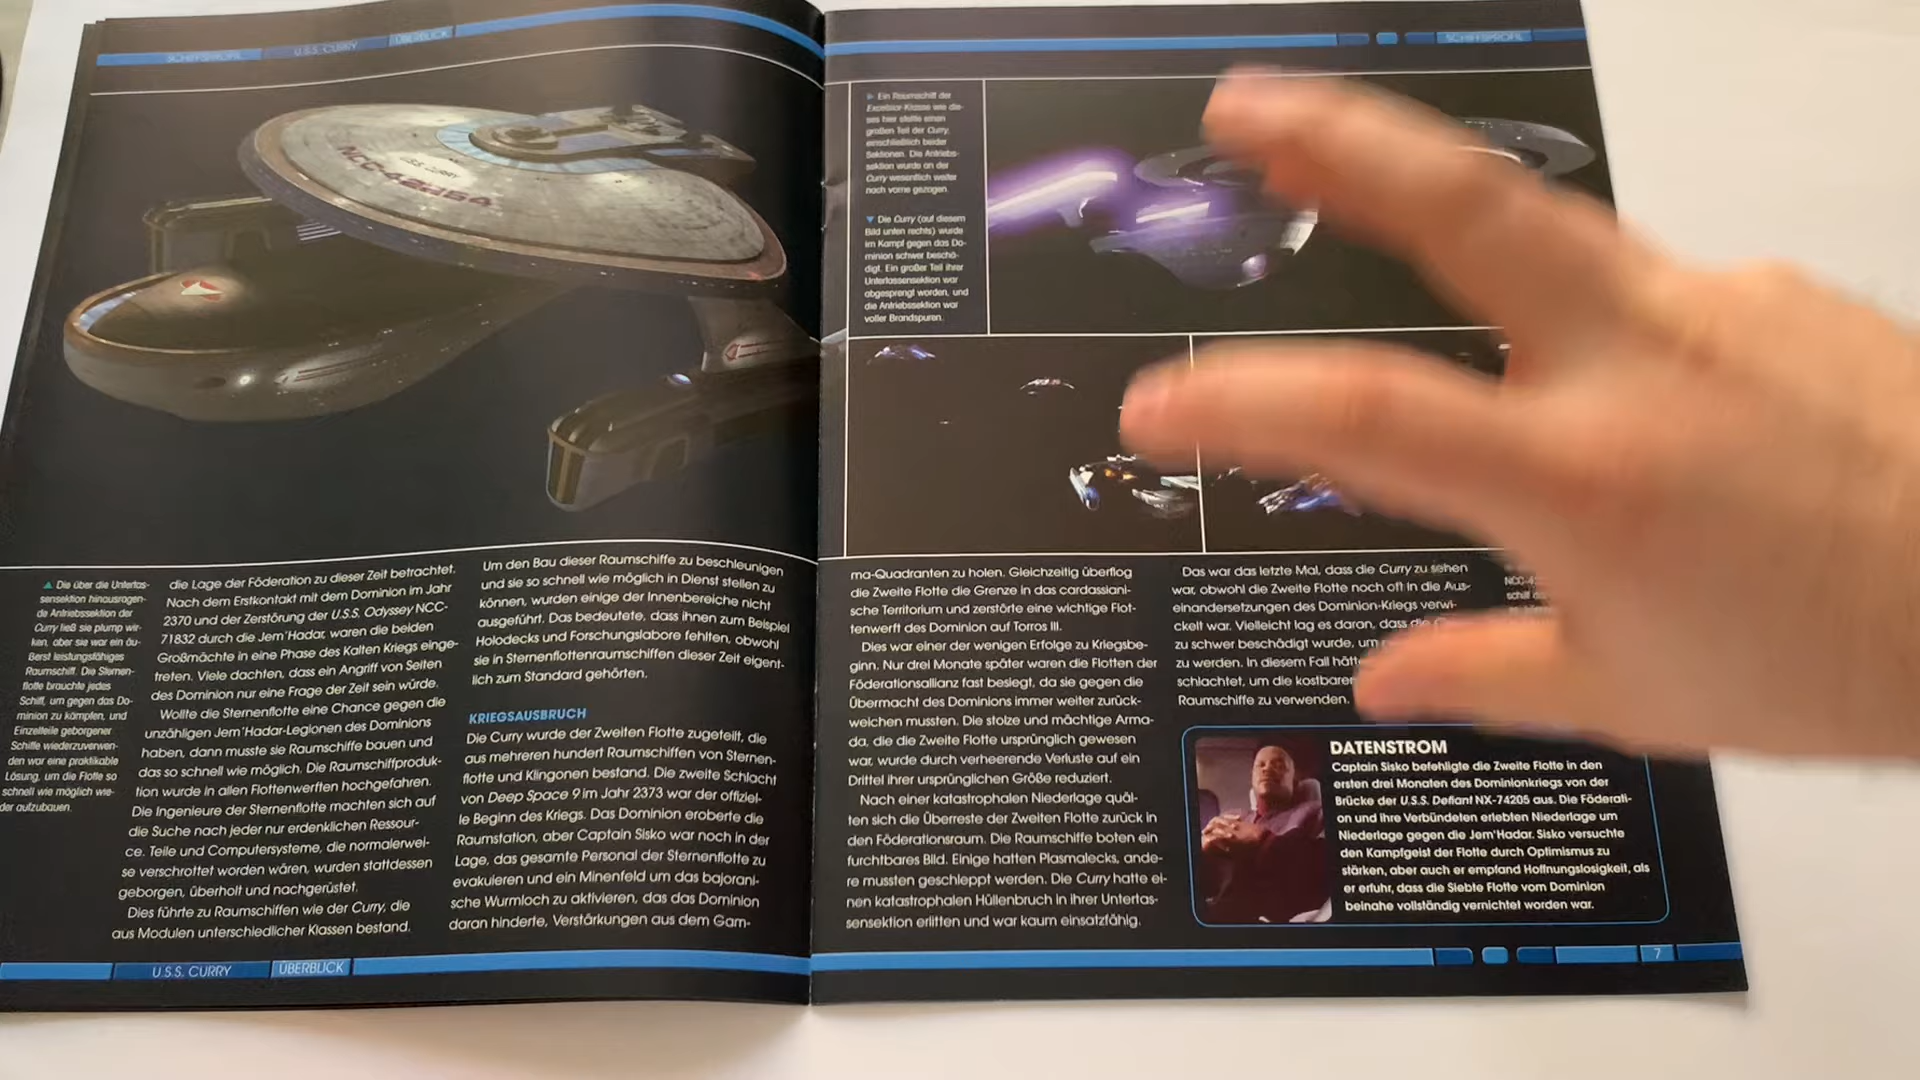 SCHIFFSPROFIL
U.S.S. CURRY
ÜBERBLICK
NCC-42254
U.S.S. CURRY
▲ Die über die Untertas-
sensektion hinausragen-
de Antriebssektion der
Curry ließ sie plump wir-
ken, aber sie war ein äu-
ßerst leistungsfähiges
Raumschiff. Die Sternen-
flotte brauchte jedes
Schiff, um gegen das Do-
minion zu kämpfen, und
Einzelteile geborgener
Schiffe wiederzuverwen-
den war eine praktikable
Lösung, um die Flotte so
schnell wie möglich wie-
der aufzubauen.
die Lage der Föderation zu dieser Zeit betrachtet.
Nach dem Erstkontakt mit dem Dominion im Jahr
2370 und der Zerstörung der U.S.S. Odyssey NCC-
71832 durch die Jem'Hadar, waren die beiden
Großmächte in eine Phase des Kalten Kriegs einge-
treten. Viele dachten, dass ein Angriff von Seiten
des Dominion nur eine Frage der Zeit sein würde.
Wollte die Sternenflotte eine Chance gegen die
unzähligen Jem'Hadar-Legionen des Dominions
haben, dann musste sie Raumschiffe bauen und
das so schnell wie möglich. Die Raumschiffproduk-
tion wurde in allen Flottenwerften hochgefahren.
Die Ingenieure der Sternenflotte machten sich auf
die Suche nach jeder nur erdenklichen Ressour-
ce. Teile und Computersysteme, die normalerwei-
se verschrottet worden wären, wurden stattdessen
geborgen, überholt und nachgerüstet.
Dies führte zu Raumschiffen wie der Curry, die
aus Modulen unterschiedlicher Klassen bestand.
Um den Bau dieser Raumschiffe zu beschleunigen
und sie so schnell wie möglich in Dienst stellen zu
können, wurden einige der Innenbereiche nicht
ausgeführt. Das bedeutete, dass ihnen zum Beispiel
Holodecks und Forschungslabore fehlten, obwohl
sie in Sternenflottenraumschiffen dieser Zeit eigent-
lich zum Standard gehörten.
KRIEGSAUSBRUCH
Die Curry wurde der Zweiten Flotte zugeteilt, die
aus mehreren hundert Raumschiffen von Sternen-
flotte und Klingonen bestand. Die zweite Schlacht
von Deep Space 9 im Jahr 2373 war der offiziel-
le Beginn des Kriegs. Das Dominion eroberte die
Raumstation, aber Captain Sisko war noch in der
Lage, das gesamte Personal der Sternenflotte zu
evakuieren und ein Minenfeld um das bajorani-
sche Wurmloch zu aktivieren, das das Dominion
daran hinderte, Verstärkungen aus dem Gam-
U.S.S. CURRY
ÜBERBLICK
SCHIFFSPROFIL
▶ Ein Raumschiff der
Excelsior-Klasse wie die-
ses hier stellte einen
großen Teil der Curry,
einschließlich beider
Sektionen. Die Antriebs-
sektion wurde an der
Curry wesentlich weiter
nach vorne gezogen.
▼ Die Curry (auf diesem
Bild unten rechts) wurde
im Kampf gegen das Do-
minion schwer beschä-
digt. Ein großer Teil ihrer
Untertassensektion war
abgesprengt worden, und
die Antriebssektion war
voller Brandspuren.
ma-Quadranten zu holen. Gleichzeitig überflog
die Zweite Flotte die Grenze in das cardassiani-
sche Territorium und zerstörte eine wichtige Flot-
tenwerft des Dominion auf Torros III.
Dies war einer der wenigen Erfolge zu Kriegsbe-
ginn. Nur drei Monate später waren die Flotten der
Föderationsallianz fast besiegt, da sie gegen die
Übermacht des Dominions immer weiter zurück-
weichen mussten. Die stolze und mächtige Arma-
da, die die Zweite Flotte ursprünglich gewesen
war, wurde durch verheerende Verluste auf ein
Drittel ihrer ursprünglichen Größe reduziert.
Nach einer katastrophalen Niederlage quäl-
ten sich die Überreste der Zweiten Flotte zurück in
den Föderationsraum. Die Raumschiffe boten ein
furchtbares Bild. Einige hatten Plasmalecks, ande-
re mussten geschleppt werden. Die Curry hatte ei-
nen katastrophalen Hüllenbruch in ihrer Untertas-
sensektion erlitten und war kaum einsatzfähig.
Das war das letzte Mal, dass die Curry zu sehen
war, obwohl die Zweite Flotte noch oft in die Aus-
einandersetzungen des Dominion-Kriegs verwi-
ckelt war. Vielleicht lag es daran, dass die
zu schwer beschädigt wurde, um
zu werden. In diesem Fall hätt
schlachtet, um die kostbaren
Raumschiffe zu verwenden.
NCC-4
schiff
DATENSTROM
Captain Sisko befehligte die Zweite Flotte in den
ersten drei Monaten des Dominionkriegs von der
Brücke der U.S.S. Defiant NX-74205 aus. Die Föderati-
on und ihre Verbündeten erlebten Niederlage um
Niederlage gegen die Jem'Hadar. Sisko versuchte
den Kampfgeist der Flotte durch Optimismus zu
stärken, aber auch er empfand Hoffnungslosigkeit, als
er erfuhr, dass die Siebte Flotte vom Dominion
beinahe vollständig vernichtet worden war.
7